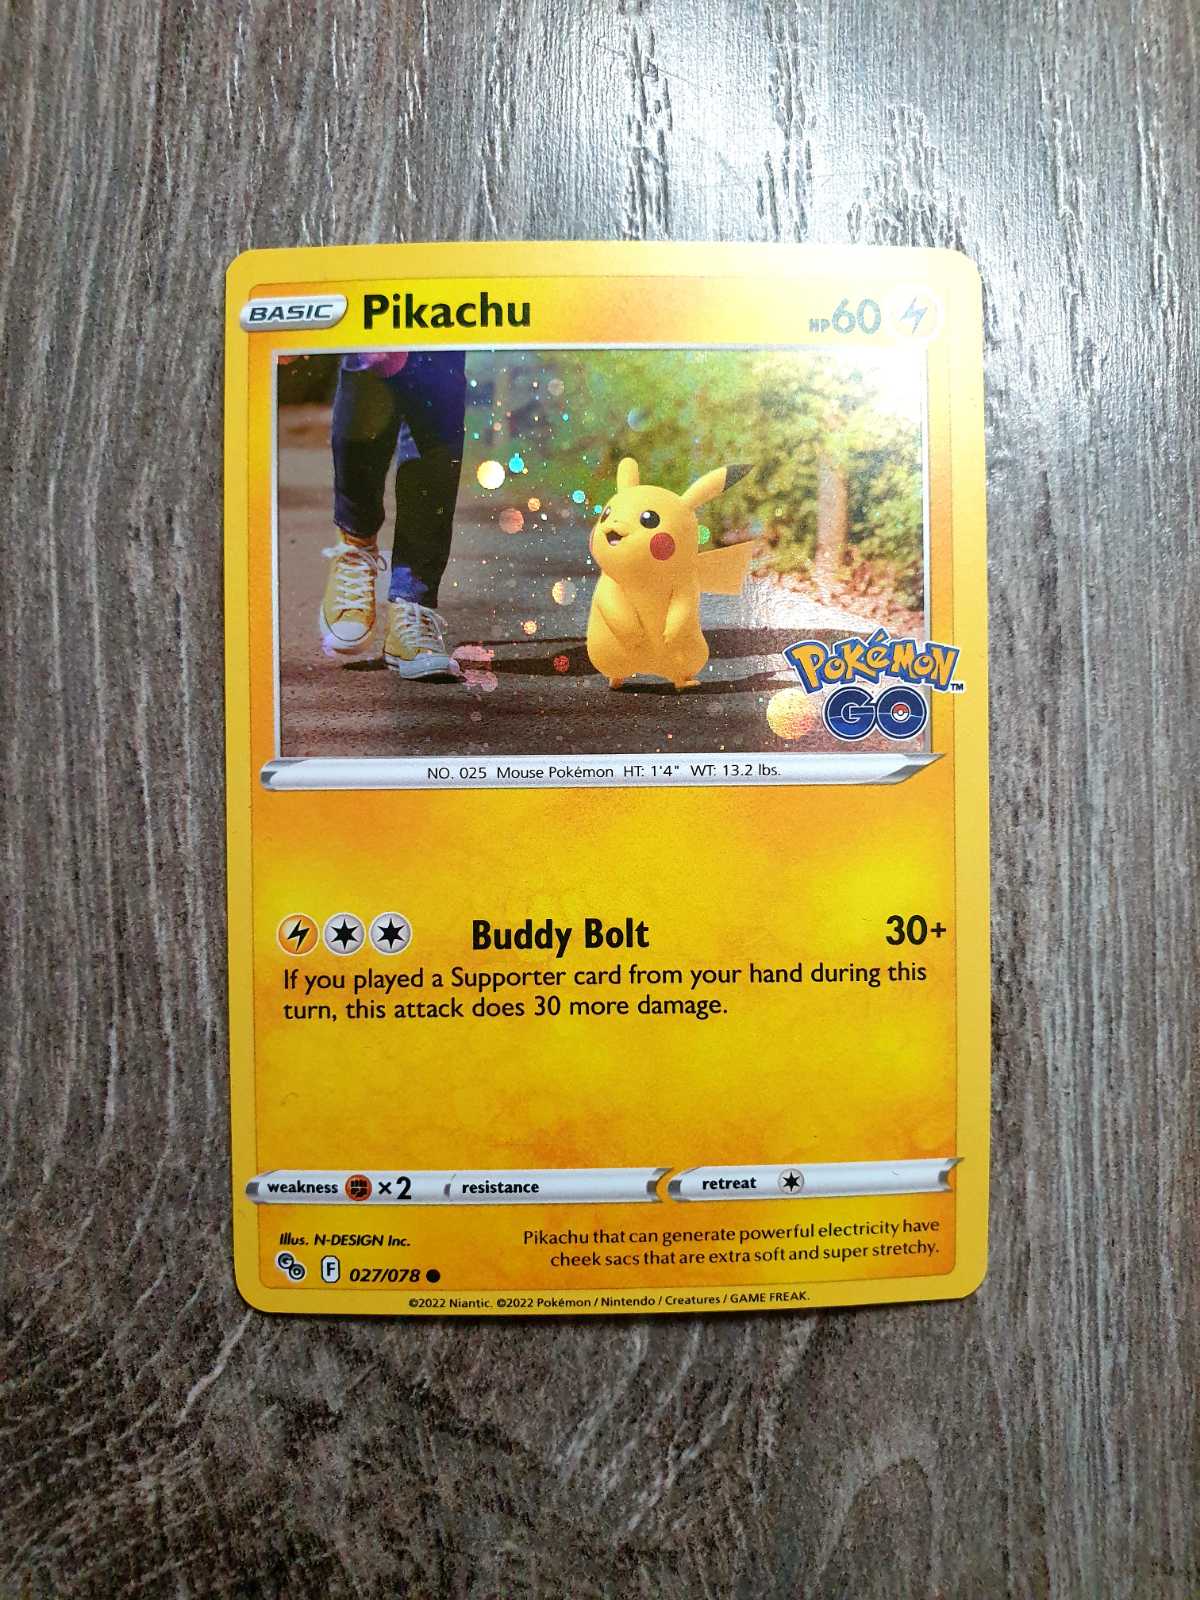 BASIC Pikachu HP60
POKéMON™
GO
NO. 025 Mouse Pokémon HT: 1'4" WT: 13.2 lbs.
Buddy Bolt 30+
If you played a Supporter card from your hand during this
turn, this attack does 30 more damage.
weakness ×2 resistance retreat
Illus. N-DESIGN Inc.
Pikachu that can generate powerful electricity have
cheek sacs that are extra soft and super stretchy.
GO F 027/078
©2022 Niantic. ©2022 Pokémon / Nintendo / Creatures / GAME FREAK.